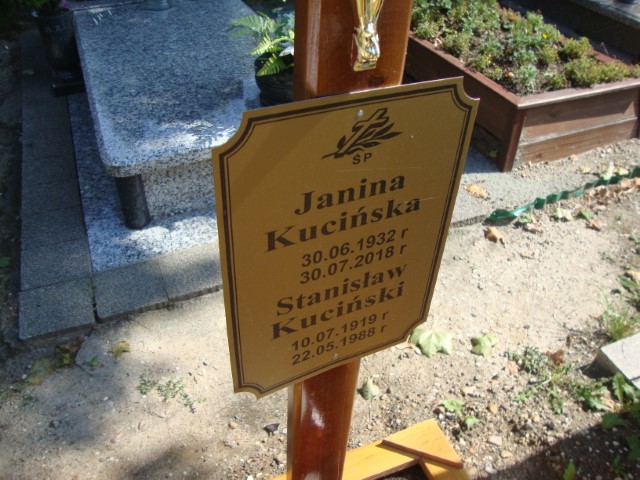 ŚP
Janina
Kucińska
30.06.1932 r
30.07.2018 r
Stanisław
Kuciński
10.07.1919 r
22.05.1988 r